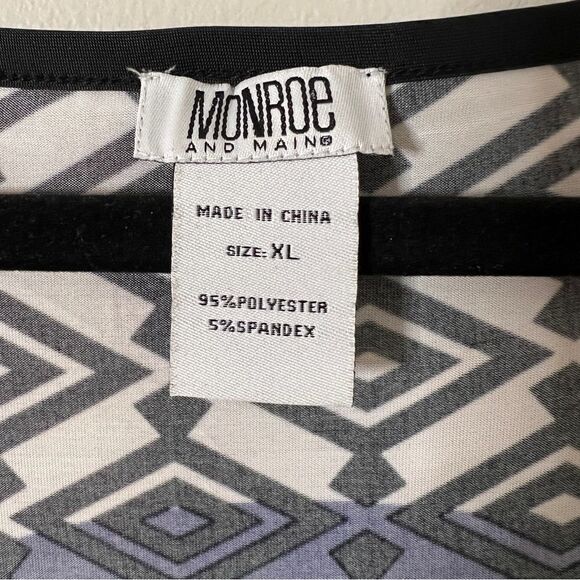 MONROE
AND MAIN®
MADE IN CHINA
SIZE: XL
95%POLYESTER
5%SPANDEX